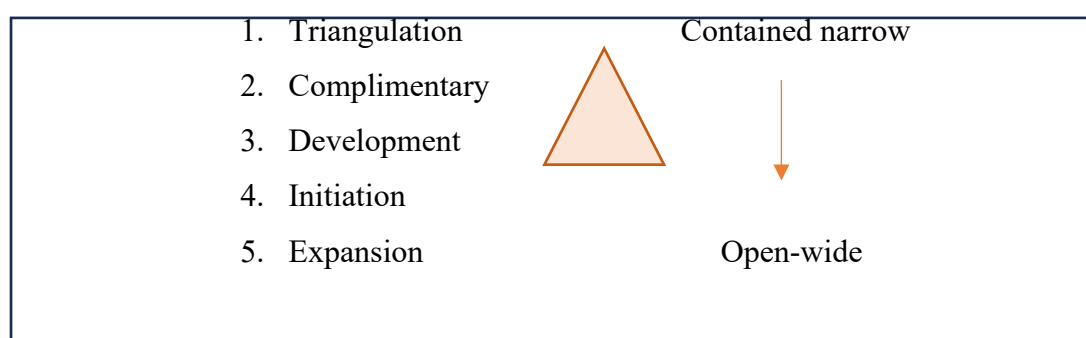 1. Triangulation Contained narrow
2. Complimentary
3. Development
4. Initiation
5. Expansion Open-wide